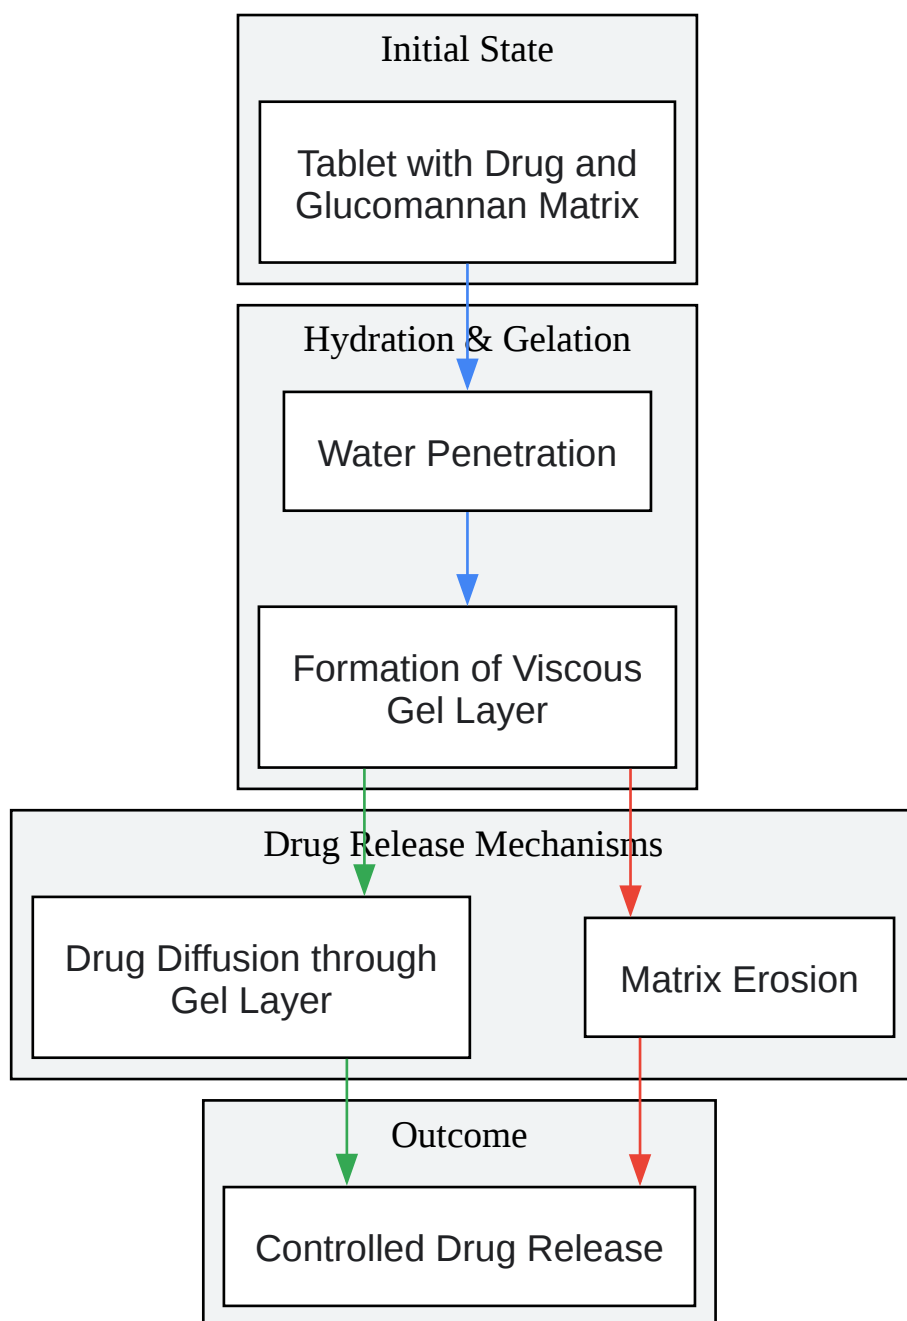 Initial State
Tablet with Drug and
Glucomannan Matrix
Hydration & Gelation
Water Penetration
Formation of Viscous
Gel Layer
Drug Release Mechanisms
Drug Diffusion through
Gel Layer
Matrix Erosion
Outcome
Controlled Drug Release